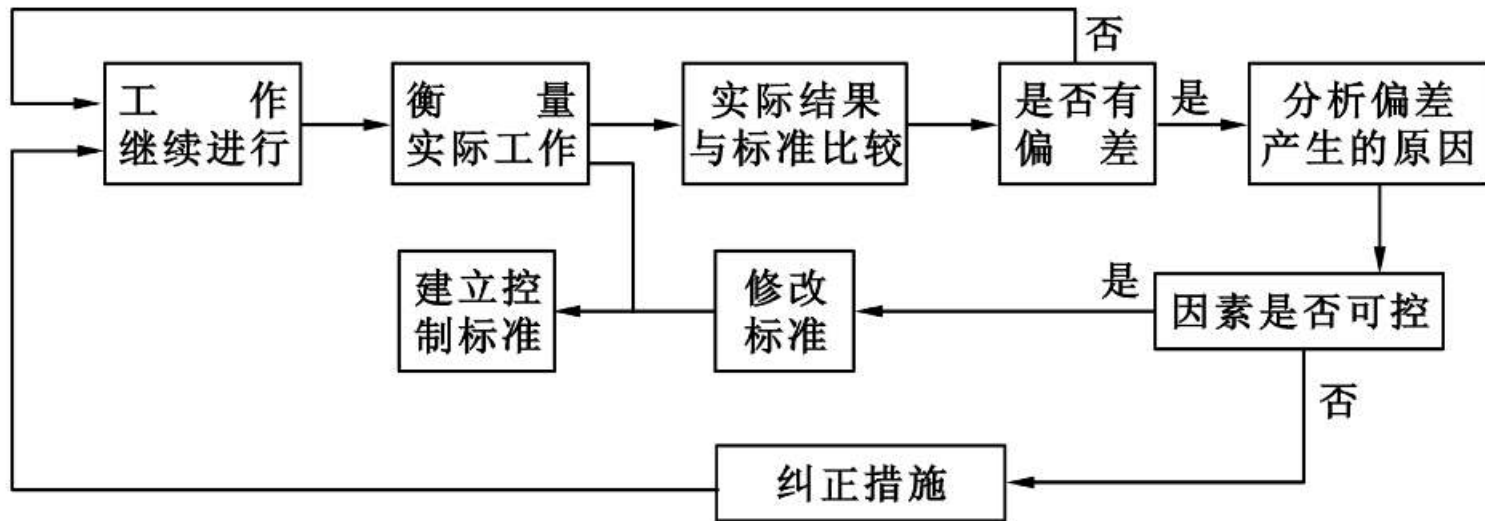 否
工 作
继续进行
衡 量
实际工作
实际结果
与标准比较
是否有
偏 差
是
分析偏差
产生的原因
建立控
制标准
修改
标准
是
因素是否可控
否
纠正措施